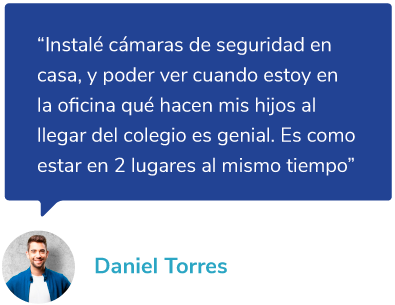 “Instalé cámaras de seguridad en
casa, y poder ver cuando estoy en
la oficina qué hacen mis hijos al
llegar del colegio es genial. Es como
estar en 2 lugares al mismo tiempo”
Daniel Torres